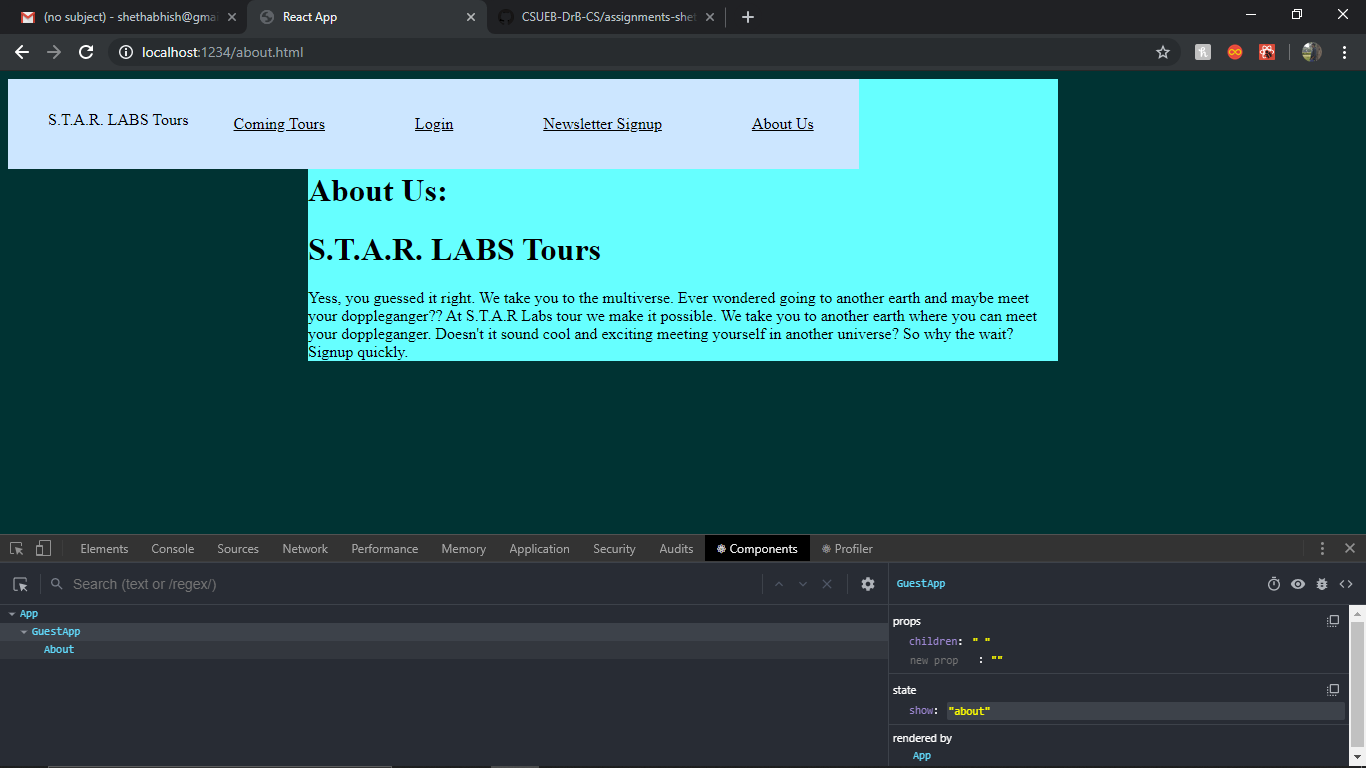 (no subject) - shethabhish@gma
React App
CSUEB-DrB-CS/assignments-shet
localhost:1234/about.html
S.T.A.R. LABS Tours
Coming Tours
Login
Newsletter Signup
About Us
About Us:
S.T.A.R. LABS Tours
Yess, you guessed it right. We take you to the multiverse. Ever wondered going to another earth and maybe meet
your doppleganger?? At S.T.A.R Labs tour we make it possible. We take you to another earth where you can meet
your doppleganger. Doesn't it sound cool and exciting meeting yourself in another universe? So why the wait?
Signup quickly.
Elements Console Sources Network Performance Memory Application Security Audits Components Profiler
Search (text or /regex/)
App
GuestApp
About
GuestApp
props
children: " "
new prop : ""
state
show: "about"
rendered by
App